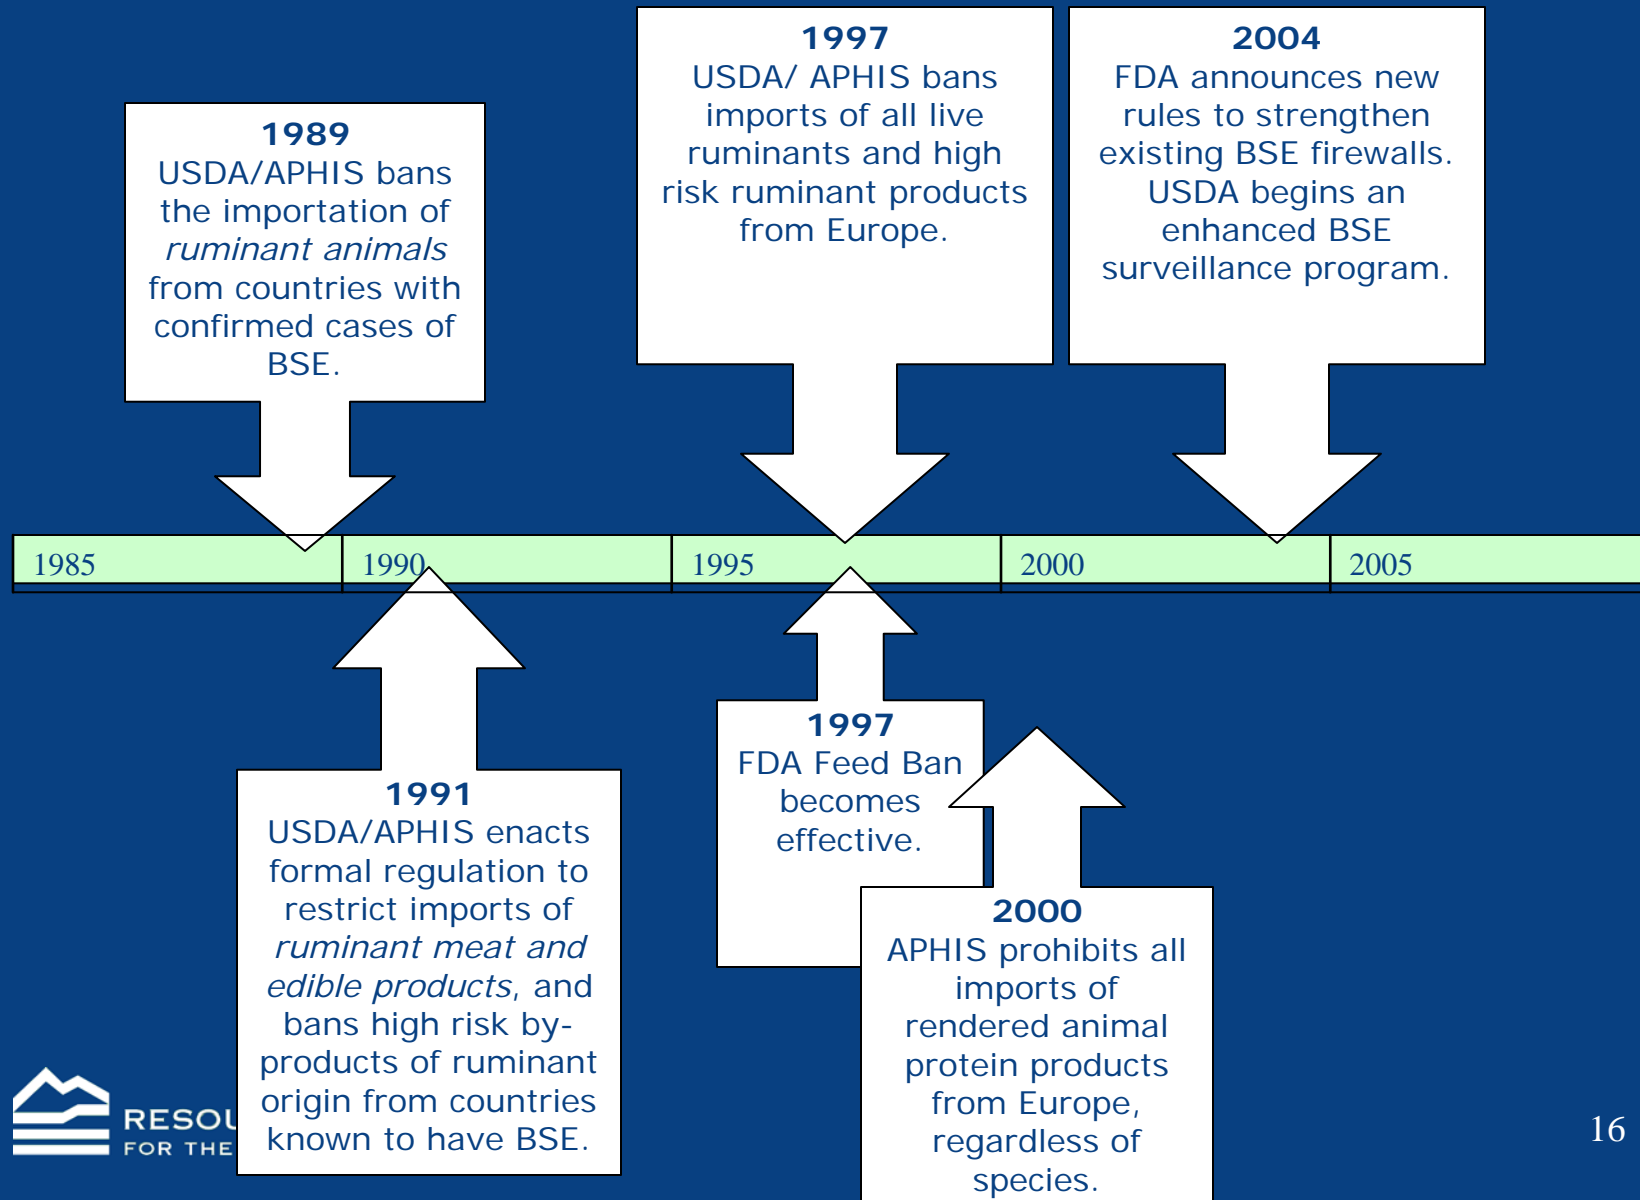 1989
USDA/APHIS bans
the importation of
ruminant animals
from countries with
confirmed cases of
BSE.
1997
USDA/ APHIS bans
imports of all live
ruminants and high
risk ruminant products
from Europe.
2004
FDA announces new
rules to strengthen
existing BSE firewalls.
USDA begins an
enhanced BSE
surveillance program.
1985 1990 1995 2000 2005
1991
USDA/APHIS enacts
formal regulation to
restrict imports of
ruminant meat and
edible products, and
bans high risk by-
products of ruminant
origin from countries
known to have BSE.
1997
FDA Feed Ban
becomes
effective.
2000
APHIS prohibits all
imports of
rendered animal
protein products
from Europe,
regardless of
species.
FOR THE
16